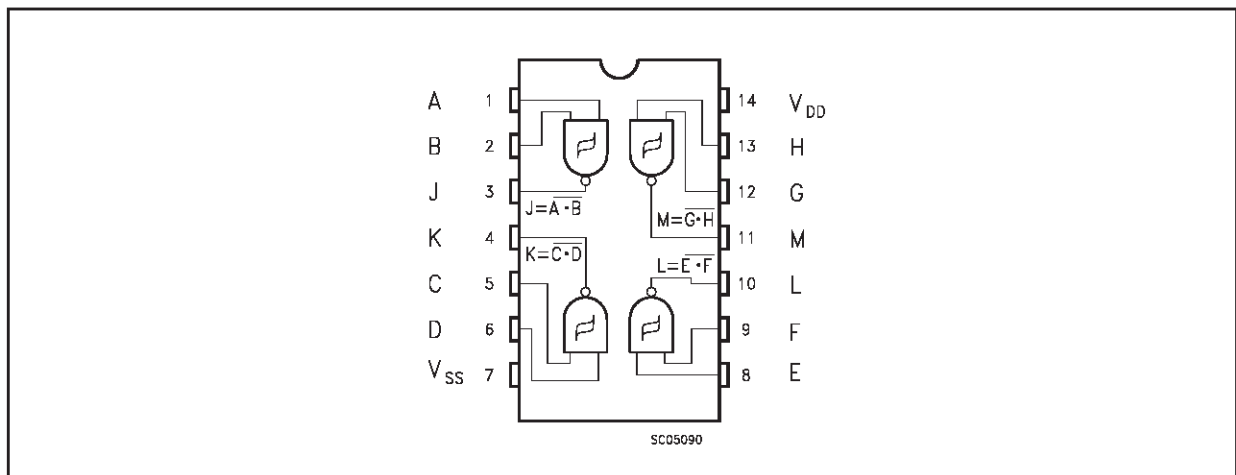 A 1 14 V_DD
B 2 13 H
J 3 12 G
J=A̅·̅B̅ M=G̅·̅H̅
K 4 11 M
K=C̅·̅D̅ L=E̅·̅F̅
C 5 10 L
D 6 9 F
V_SS 7 8 E
SC05090